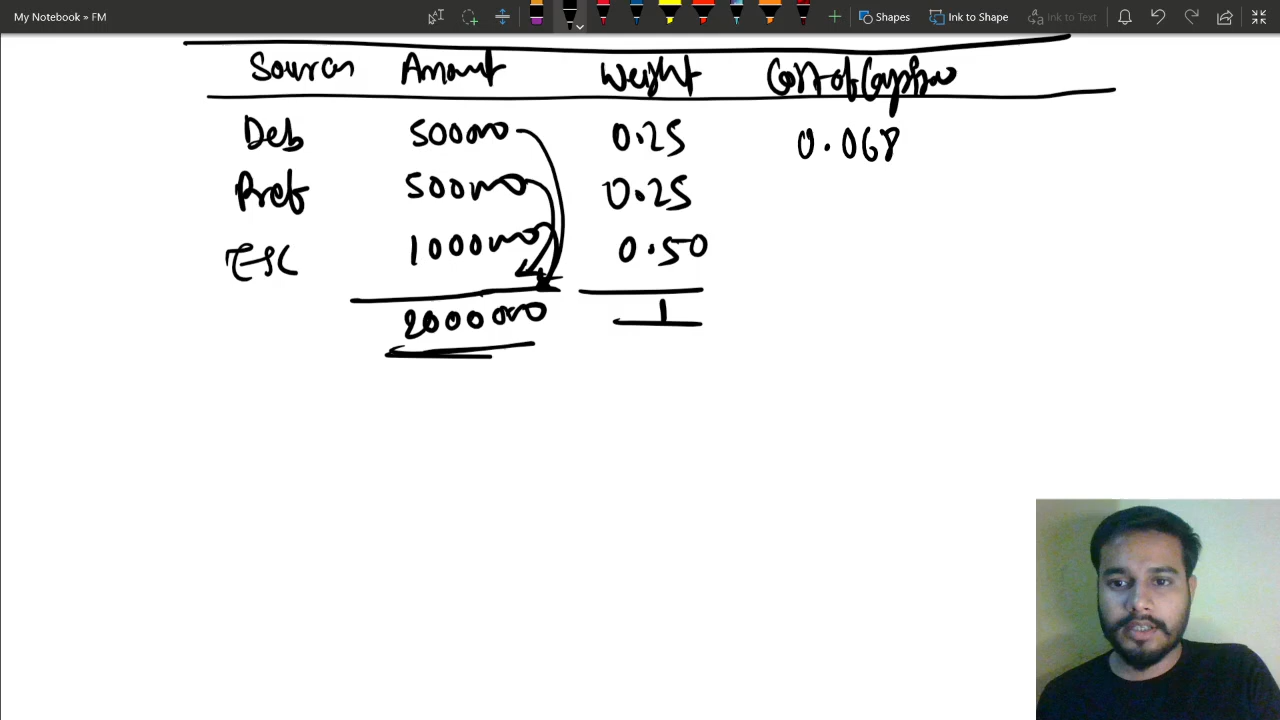 My Notebook » FM Shapes Ink to Shape Ink to Text
Sources Amount Weight Cost of Capital
Deb 500000 0.25 0.068
Pref 500000 0.25
ESC 1000000 0.50
2000000 1